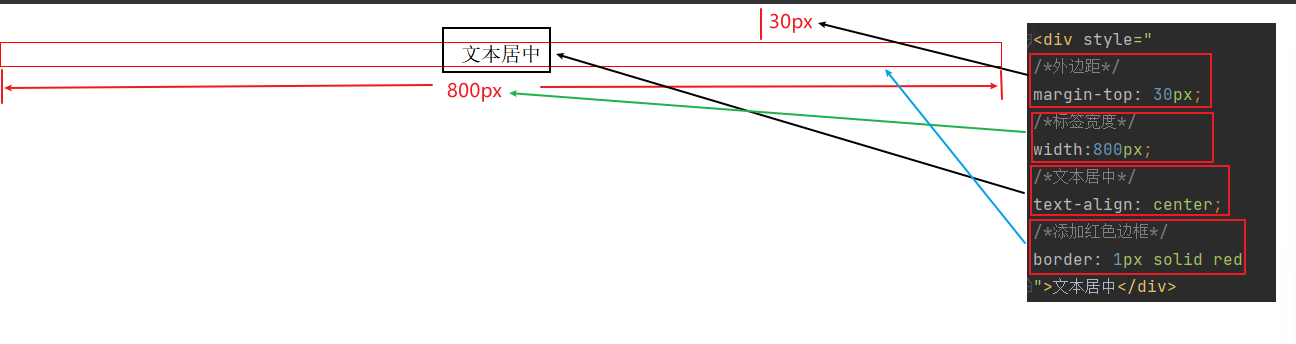 30px
文本居中
800px
<div style="
/*外边距*/
margin-top: 30px;
/*标签宽度*/
width:800px;
/*文本居中*/
text-align: center;
/*添加红色边框*/
border: 1px solid red
">文本居中</div>